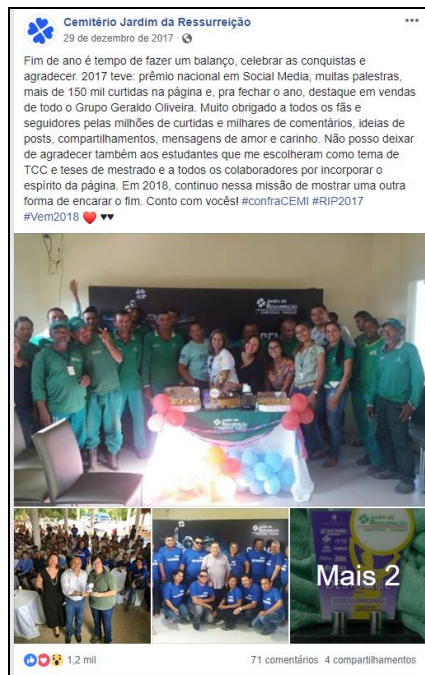 Cemitério Jardim da Ressurreição
29 de dezembro de 2017
Fim de ano é tempo de fazer um balanço, celebrar as conquistas e
agradecer. 2017 teve: prêmio nacional em Social Media, muitas palestras,
mais de 150 mil curtidas na página e, pra fechar o ano, destaque em vendas
de todo o Grupo Geraldo Oliveira. Muito obrigado a todos os fãs e
seguidores pelas milhões de curtidas e milhares de comentários, ideias de
posts, compartilhamentos, mensagens de amor e carinho. Não posso deixar
de agradecer também aos estudantes que me escolheram como tema de
TCC e teses de mestrado e a todos os colaboradores por incorporar o
espírito da página. Em 2018, continuo nessa missão de mostrar uma outra
forma de encarar o fim. Conto com vocês! #confraCEMI #RIP2017
#Vem2018 ❤️ ♥♥
Jardim da
Ressurreição
Mais 2
1,2 mil
71 comentários 4 compartilhamentos